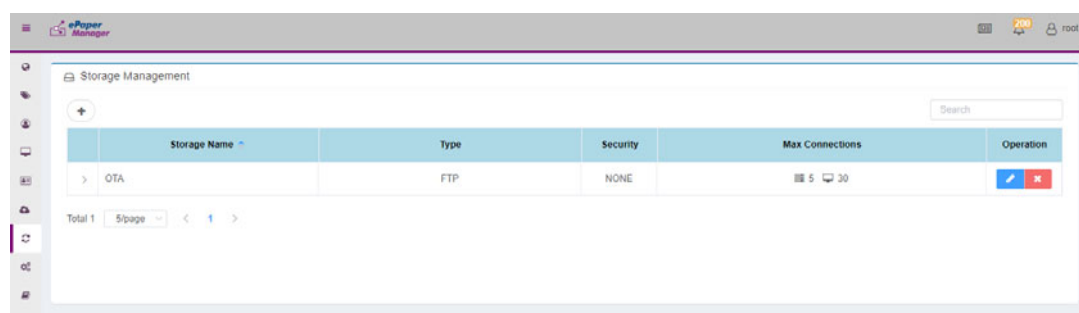 ePaper
Manager
200
root
Storage Management
+
Search
Storage Name Type Security Max Connections Operation
> OTA FTP NONE 5 30
Total 1 5/page < 1 >